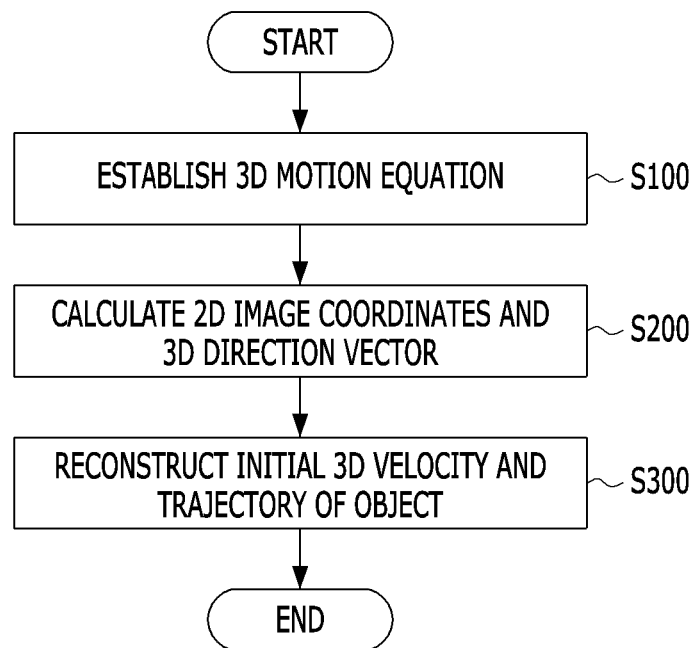 START
ESTABLISH 3D MOTION EQUATION
S100
CALCULATE 2D IMAGE COORDINATES AND
3D DIRECTION VECTOR
S200
RECONSTRUCT INITIAL 3D VELOCITY AND
TRAJECTORY OF OBJECT
S300
END